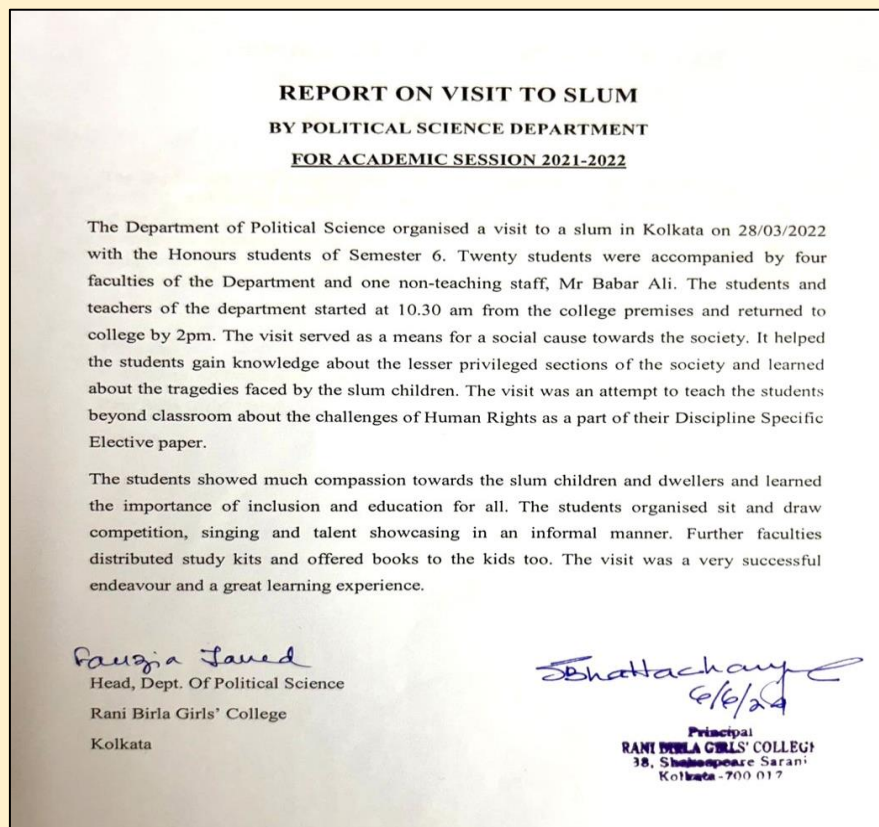 REPORT ON VISIT TO SLUM
BY POLITICAL SCIENCE DEPARTMENT
FOR ACADEMIC SESSION 2021-2022
The Department of Political Science organised a visit to a slum in Kolkata on 28/03/2022
with the Honours students of Semester 6. Twenty students were accompanied by four
faculties of the Department and one non-teaching staff, Mr Babar Ali. The students and
teachers of the department started at 10.30 am from the college premises and returned to
college by 2pm. The visit served as a means for a social cause towards the society. It helped
the students gain knowledge about the lesser privileged sections of the society and learned
about the tragedies faced by the slum children. The visit was an attempt to teach the students
beyond classroom about the challenges of Human Rights as a part of their Discipline Specific
Elective paper.
The students showed much compassion towards the slum children and dwellers and learned
the importance of inclusion and education for all. The students organised sit and draw
competition, singing and talent showcasing in an informal manner. Further faculties
distributed study kits and offered books to the kids too. The visit was a very successful
endeavour and a great learning experience.
Fauzia Javed
Head, Dept. Of Political Science
Rani Birla Girls' College
Kolkata
SBhattacharya
6/6/24
Principal
RANI BIRLA GIRLS' COLLEGE
38, Shakespeare Sarani
Kolkata-700 017